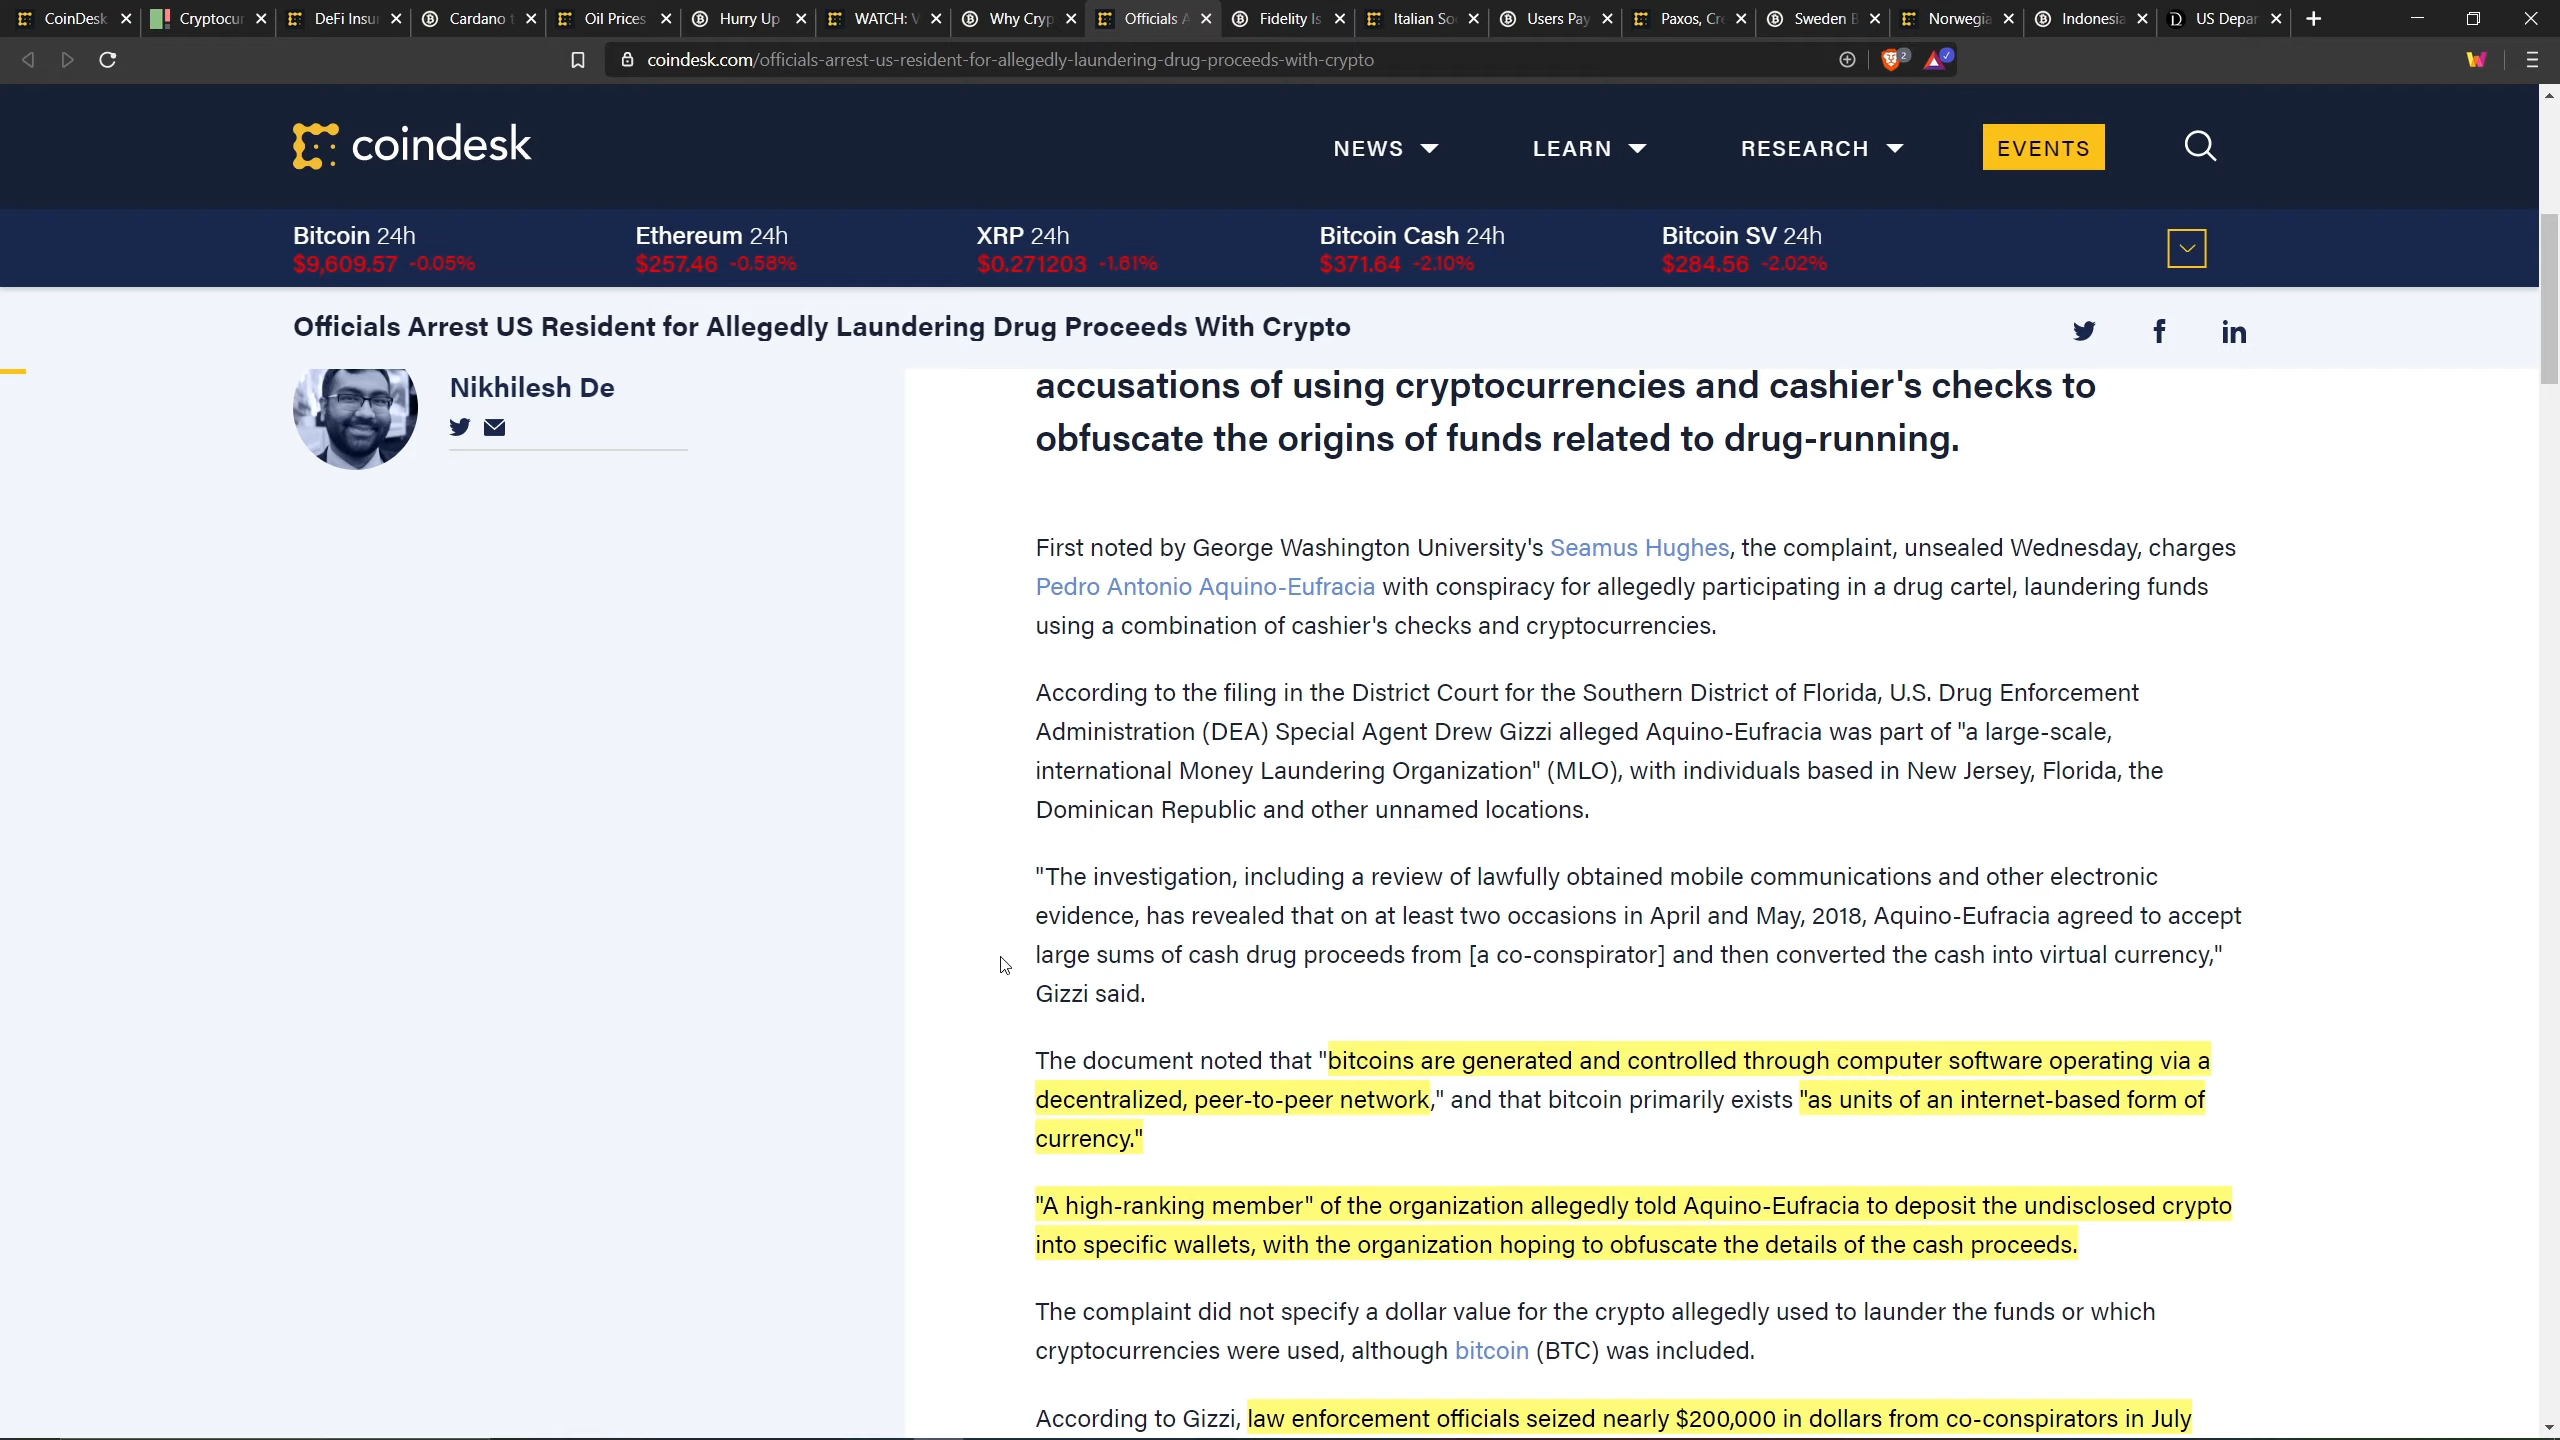 CoinDesk
Cryptocur
DeFi Insu
Cardano t
Oil Prices
Hurry Up
WATCH: V
Why Cryp
Officials A
Fidelity Is
Italian Soc
Users Pay
Paxos, Cre
Sweden B
Norwegia
Indonesia
US Depar
coindesk.com/officials-arrest-us-resident-for-allegedly-laundering-drug-proceeds-with-crypto
2
coindesk
NEWS
LEARN
RESEARCH
EVENTS
Bitcoin 24h
$9,609.57 -0.05%
Ethereum 24h
$257.46 -0.58%
XRP 24h
$0.271203 -1.61%
Bitcoin Cash 24h
$371.64 -2.10%
Bitcoin SV 24h
$284.56 -2.02%
Officials Arrest US Resident for Allegedly Laundering Drug Proceeds With Crypto
Nikhilesh De
accusations of using cryptocurrencies and cashier's checks to
obfuscate the origins of funds related to drug-running.
First noted by George Washington University's Seamus Hughes, the complaint, unsealed Wednesday, charges
Pedro Antonio Aquino-Eufracia with conspiracy for allegedly participating in a drug cartel, laundering funds
using a combination of cashier's checks and cryptocurrencies.
According to the filing in the District Court for the Southern District of Florida, U.S. Drug Enforcement
Administration (DEA) Special Agent Drew Gizzi alleged Aquino-Eufracia was part of "a large-scale,
international Money Laundering Organization" (MLO), with individuals based in New Jersey, Florida, the
Dominican Republic and other unnamed locations.
"The investigation, including a review of lawfully obtained mobile communications and other electronic
evidence, has revealed that on at least two occasions in April and May, 2018, Aquino-Eufracia agreed to accept
large sums of cash drug proceeds from [a co-conspirator] and then converted the cash into virtual currency,"
Gizzi said.
The document noted that "bitcoins are generated and controlled through computer software operating via a
decentralized, peer-to-peer network," and that bitcoin primarily exists "as units of an internet-based form of
currency."
"A high-ranking member" of the organization allegedly told Aquino-Eufracia to deposit the undisclosed crypto
into specific wallets, with the organization hoping to obfuscate the details of the cash proceeds.
The complaint did not specify a dollar value for the crypto allegedly used to launder the funds or which
cryptocurrencies were used, although bitcoin (BTC) was included.
According to Gizzi, law enforcement officials seized nearly $200,000 in dollars from co-conspirators in July